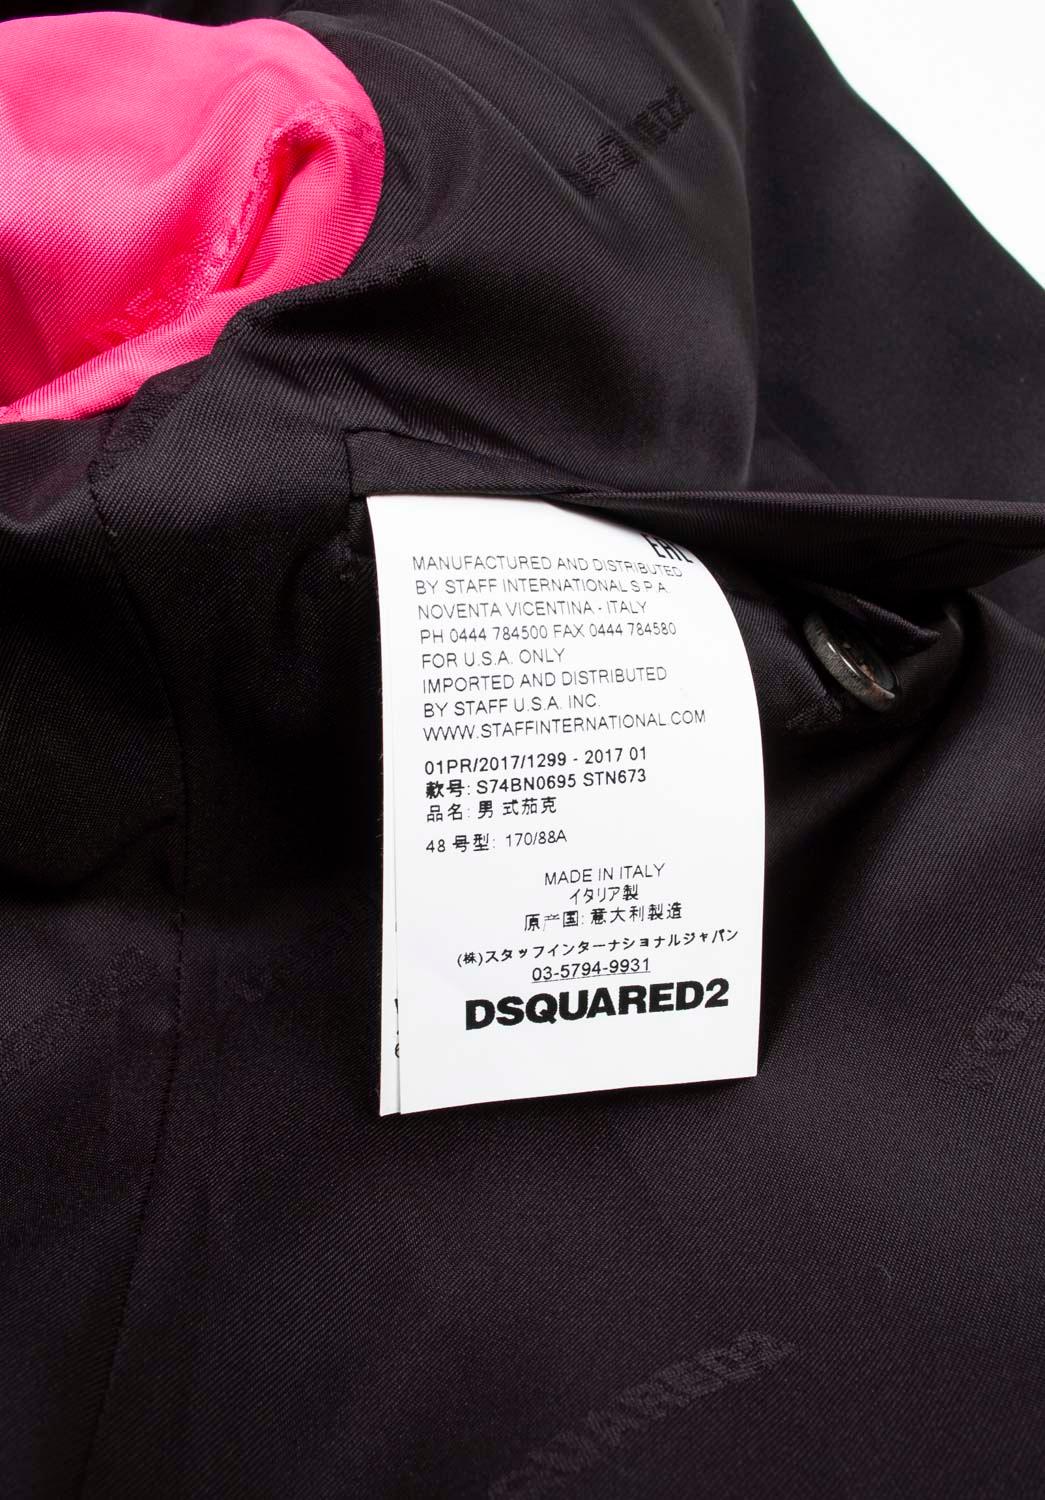 DSQUARED2
EAC
MANUFACTURED AND DISTRIBUTED
BY STAFF INTERNATIONAL S.P.A.
NOVENTA VICENTINA - ITALY
PH 0444 784500 FAX 0444 784580
FOR U.S.A. ONLY
IMPORTED AND DISTRIBUTED
BY STAFF U.S.A. INC.
WWW.STAFFINTERNATIONAL.COM
01PR/2017/1299 - 2017 01
款号: S74BN0695 STN673
品名: 男 式茄克
48 号型: 170/88A
MADE IN ITALY
イタリア製
原产国: 意大利製造
(株)スタッフインターナショナルジャパン
03-5794-9931
DSQUARED2